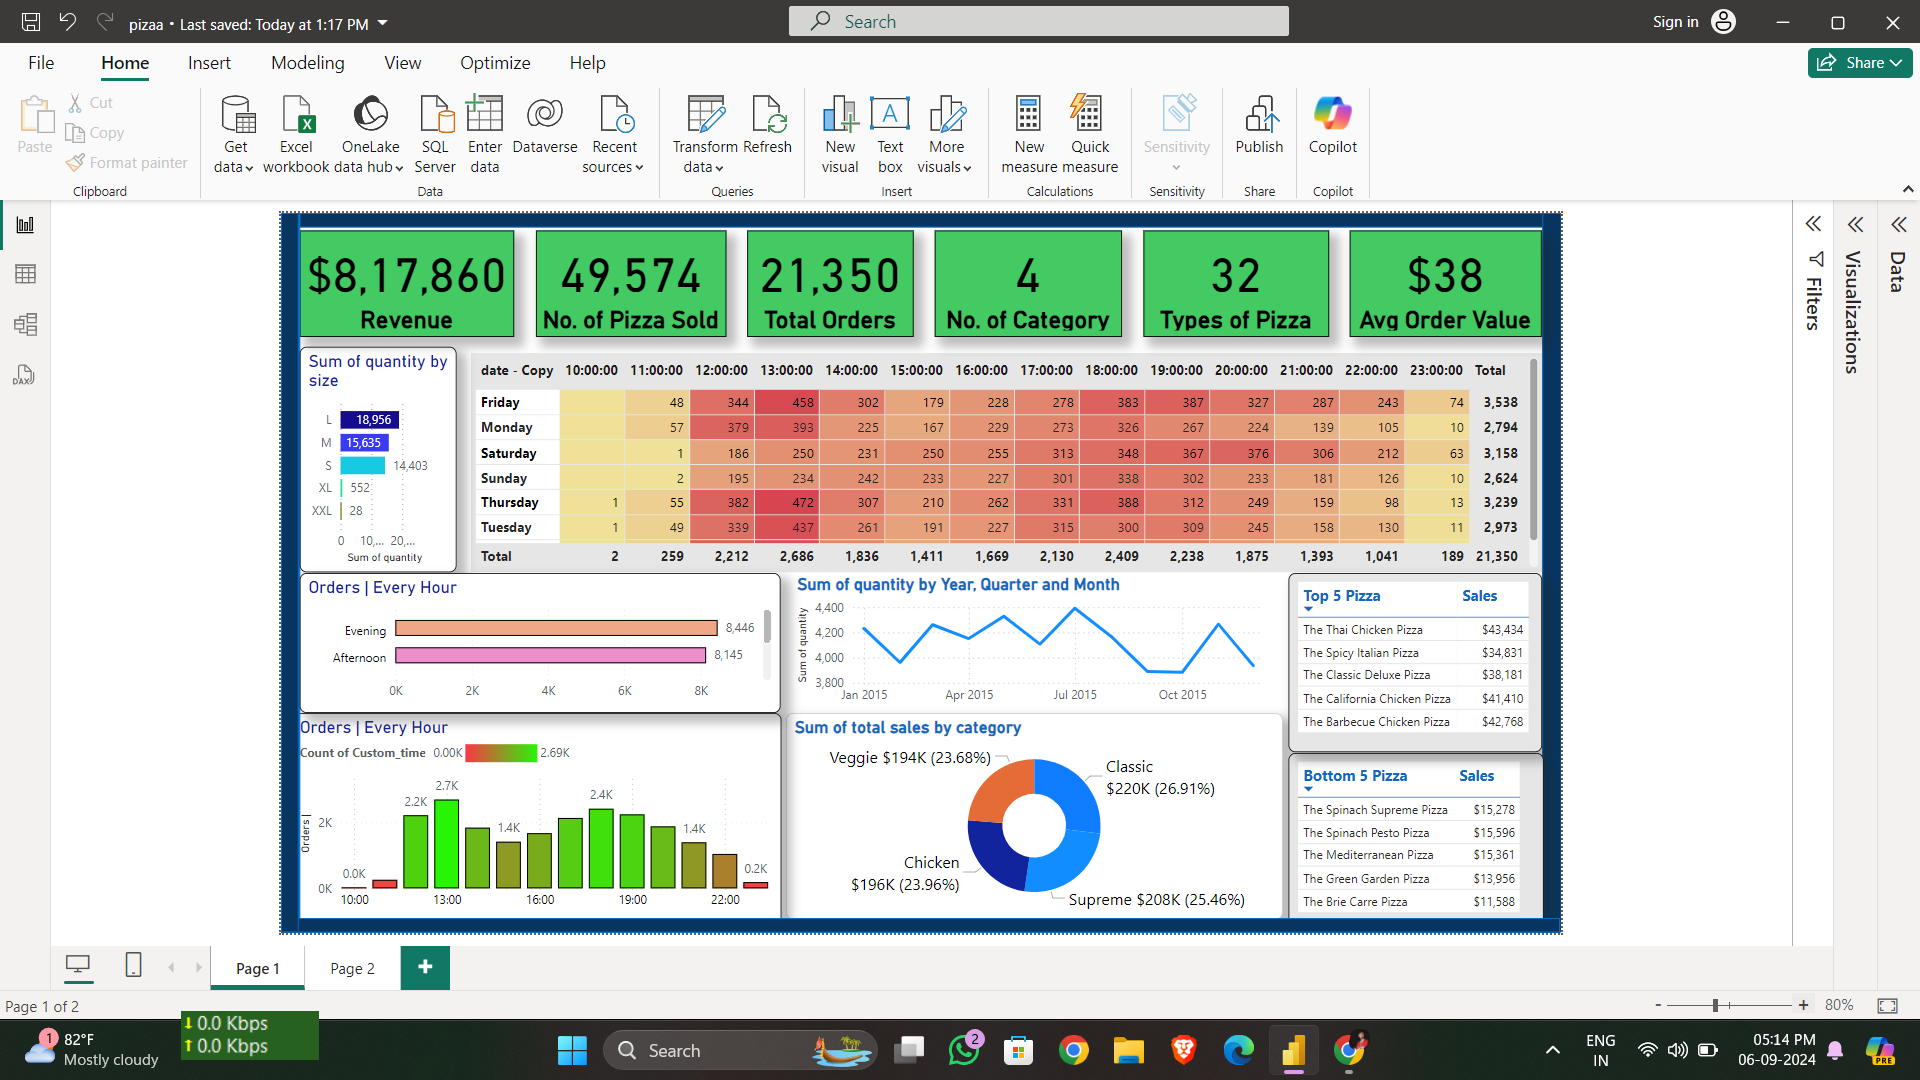 pizaa • Last saved: Today at 1:17 PM
Search
Sign in
File Home Insert Modeling View Optimize Help
Share
Paste
Cut
Copy
Format painter
Clipboard
Get data
Excel workbook
OneLake data hub
SQL Server
Enter data
Dataverse
Recent sources
Data
Transform data
Refresh
Queries
New visual
Text box
More visuals
Insert
New measure
Quick measure
Calculations
Sensitivity
Sensitivity
Publish
Share
Copilot
Copilot
DAX
$8,17,860
Revenue
49,574
No. of Pizza Sold
21,350
Total Orders
4
No. of Category
32
Types of Pizza
$38
Avg Order Value
Filters
Visualizations
Data
Sum of quantity by
size
L 18,956
M 15,635
S 14,403
XL 552
XXL 28
0 10,... 20,...
Sum of quantity
date - Copy 10:00:00 11:00:00 12:00:00 13:00:00 14:00:00 15:00:00 16:00:00 17:00:00 18:00:00 19:00:00 20:00:00 21:00:00 22:00:00 23:00:00 Total
Friday 48 344 458 302 179 228 278 383 387 327 287 243 74 3,538
Monday 57 379 393 225 167 229 273 326 267 224 139 105 10 2,794
Saturday 1 186 250 231 250 255 313 348 367 376 306 212 63 3,158
Sunday 2 195 234 242 233 227 301 338 302 233 181 126 10 2,624
Thursday 1 55 382 472 307 210 262 331 388 312 249 159 98 13 3,239
Tuesday 1 49 339 437 261 191 227 315 300 309 245 158 130 11 2,973
Total 2 259 2,212 2,686 1,836 1,411 1,669 2,130 2,409 2,238 1,875 1,393 1,041 189 21,350
Orders | Every Hour
Evening 8,446
Afternoon 8,145
0K 2K 4K 6K 8K
Sum of quantity by Year, Quarter and Month
Sum of quantity
4,400
4,200
4,000
3,800
Jan 2015 Apr 2015 Jul 2015 Oct 2015
Top 5 Pizza Sales
The Thai Chicken Pizza $43,434
The Spicy Italian Pizza $34,831
The Classic Deluxe Pizza $38,181
The California Chicken Pizza $41,410
The Barbecue Chicken Pizza $42,768
Orders | Every Hour
Count of Custom_time 0.00K 2.69K
Orders |
2K
0K
0.0K 2.2K 2.7K 1.4K 2.4K 1.4K 0.2K
10:00 13:00 16:00 19:00 22:00
Sum of total sales by category
Veggie $194K (23.68%)
Classic
$220K (26.91%)
Chicken
$196K (23.96%)
Supreme $208K (25.46%)
Bottom 5 Pizza Sales
The Spinach Supreme Pizza $15,278
The Spinach Pesto Pizza $15,596
The Mediterranean Pizza $15,361
The Green Garden Pizza $13,956
The Brie Carre Pizza $11,588
Page 1
Page 2
+
Page 1 of 2
- + 80%
1
82°F
Mostly cloudy
0.0 Kbps
0.0 Kbps
Search
2
ENG
IN
05:14 PM
06-09-2024
PRE